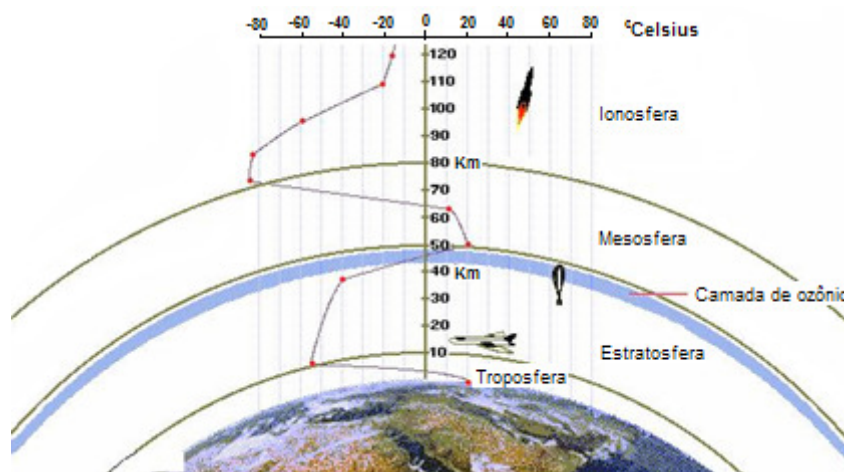 -80 -60 -40 -20 0 20 40 60 80 ºCelsius
120
110
100
90
80 Km
70
60
50
40 Km
30
20
10
Ionosfera
Mesosfera
Camada de ozônio
Estratosfera
Troposfera